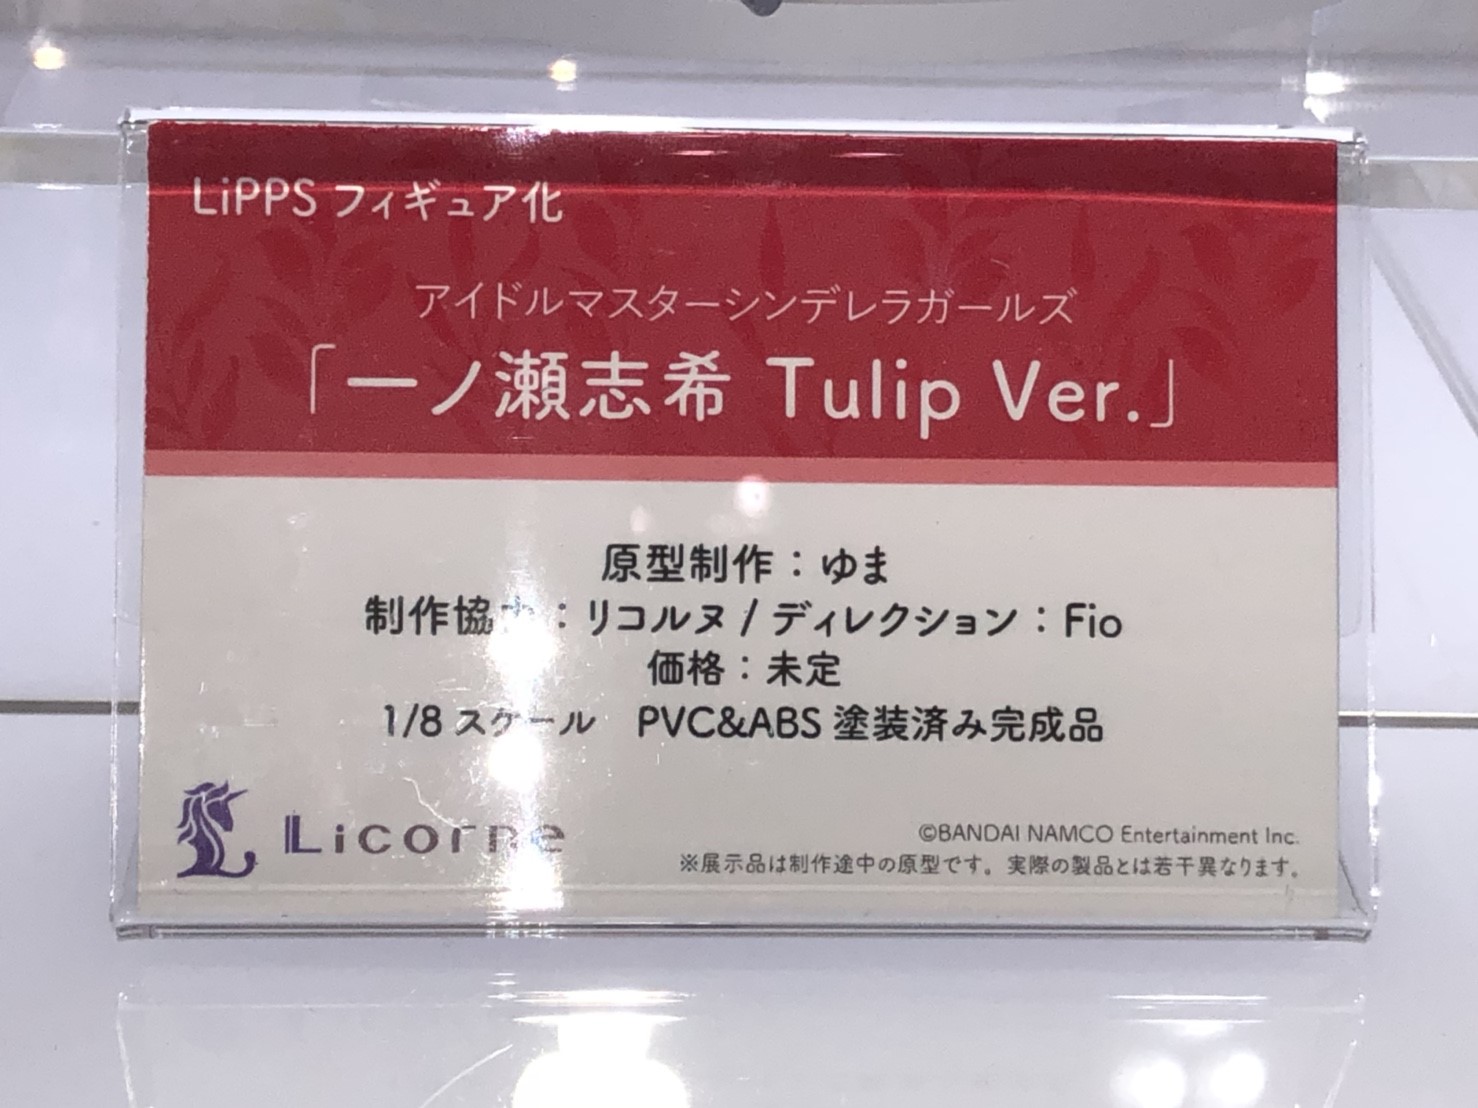 LiPPS フィギュア化
アイドルマスターシンデレラガールズ
「一ノ瀬志希 Tulip Ver.」
原型制作：ゆま
制作協力：リコルヌ / ディレクション：Fio
価格：未定
1/8 スケール　PVC&ABS 塗装済み完成品
Licorne
©BANDAI NAMCO Entertainment Inc.
※展示品は制作途中の原型です。実際の製品とは若干異なります。